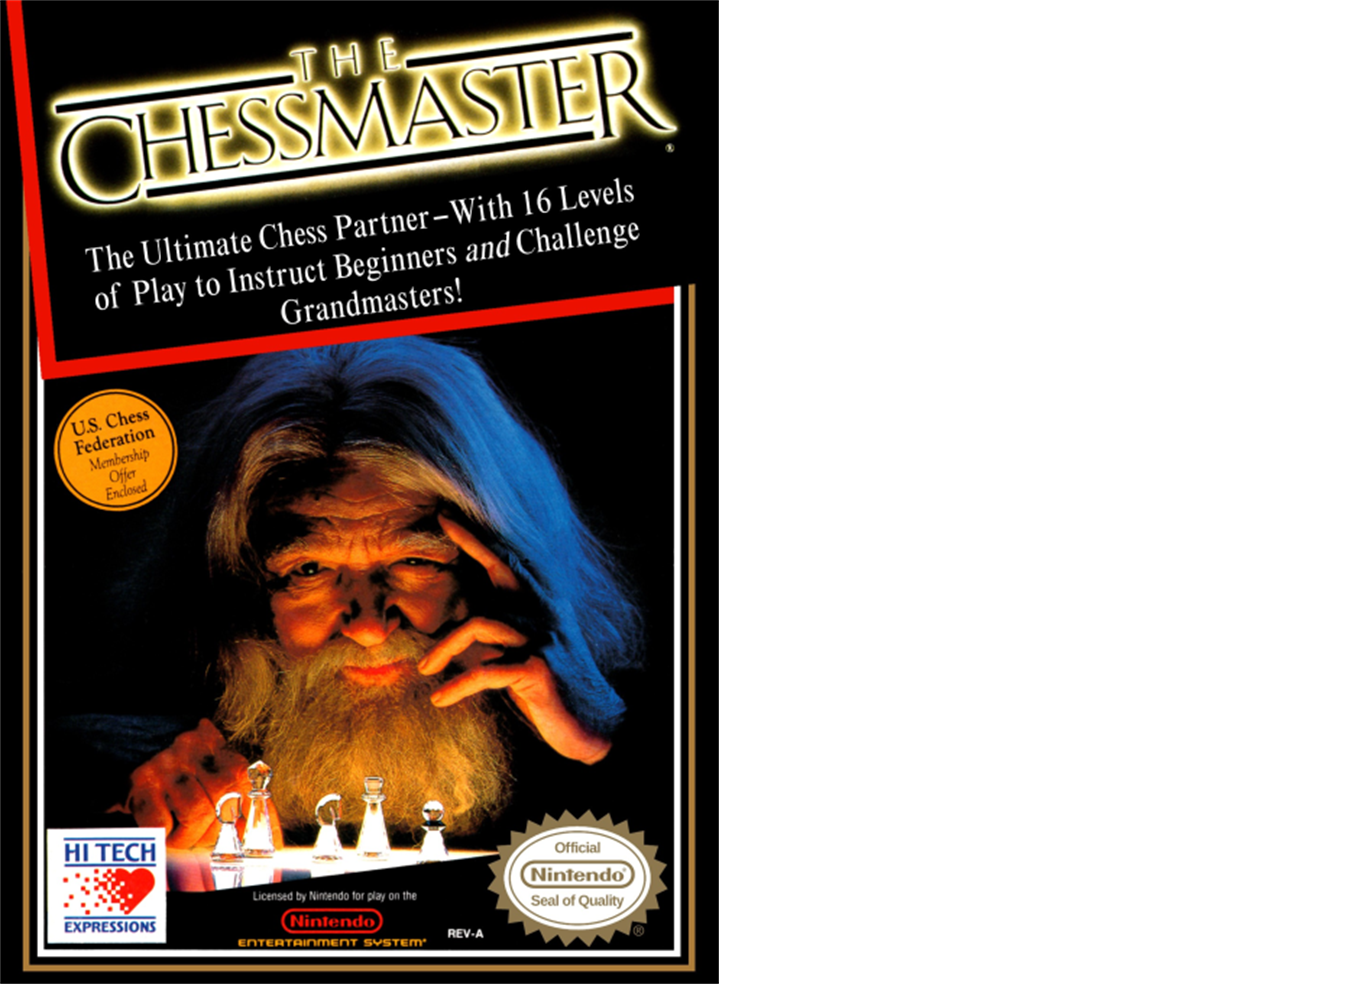 THE
CHESSMASTER
®
The Ultimate Chess Partner–With 16 Levels
of Play to Instruct Beginners and Challenge
Grandmasters!
U.S. Chess
Federation
Membership
Offer
Enclosed
HI TECH
EXPRESSIONS
Licensed by Nintendo for play on the
Nintendo
ENTERTAINMENT SYSTEM®
REV-A
Official
Nintendo®
Seal of Quality
®